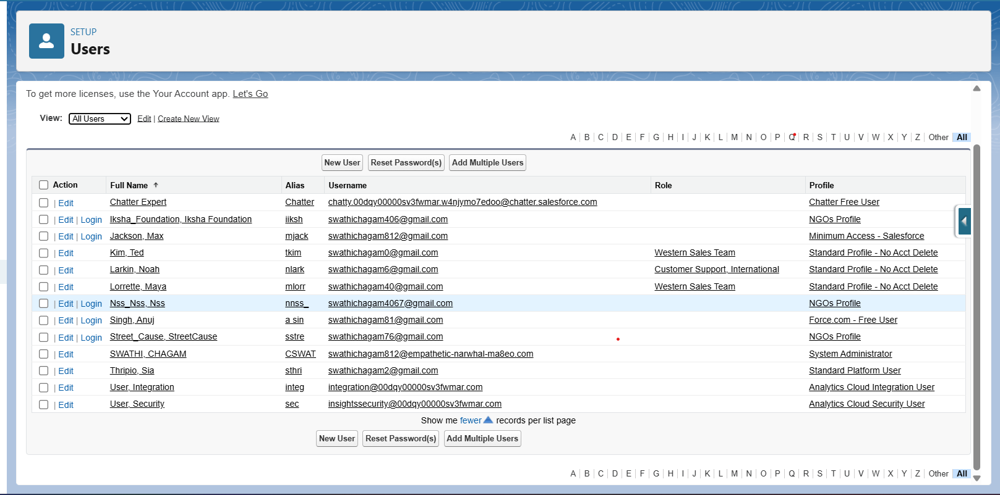 SETUP
Users
To get more licenses, use the Your Account app. Let's Go
View: All Users Edit | Create New View
A B C D E F G H I J K L M N O P Q R S T U V W X Y Z Other All
New User Reset Password(s) Add Multiple Users
Action Full Name Alias Username Role Profile
| Edit Chatter Expert Chatter chatty.00dqy00000sv3fwmar.w4njymo7edoo@chatter.salesforce.com Chatter Free User
| Edit | Login Iksha_Foundation, Iksha Foundation iiksh swathichagam406@gmail.com NGOs Profile
| Edit | Login Jackson, Max mjack swathichagam812@gmail.com Minimum Access - Salesforce
| Edit Kim, Ted tkim swathichagam0@gmail.com Western Sales Team Standard Profile - No Acct Delete
| Edit Larkin, Noah nlark swathichagam6@gmail.com Customer Support, International Standard Profile - No Acct Delete
| Edit Lorrette, Maya mlorr swathichagam40@gmail.com Western Sales Team Standard Profile - No Acct Delete
| Edit | Login Nss_Nss, Nss nnss_ swathichagam4067@gmail.com NGOs Profile
| Edit | Login Singh, Anuj a sin swathichagam81@gmail.com Force.com - Free User
| Edit | Login Street_Cause, StreetCause sstre swathichagam76@gmail.com NGOs Profile
| Edit SWATHI, CHAGAM CSWAT swathichagam812@empathetic-narwhal-ma8eo.com System Administrator
| Edit Thripio, Sia sthri swathichagam2@gmail.com Standard Platform User
| Edit User, Integration integ integration@00dqy00000sv3fwmar.com Analytics Cloud Integration User
| Edit User, Security sec insightssecurity@00dqy00000sv3fwmar.com Analytics Cloud Security User
Show me fewer records per list page
New User Reset Password(s) Add Multiple Users
A B C D E F G H I J K L M N O P Q R S T U V W X Y Z Other All